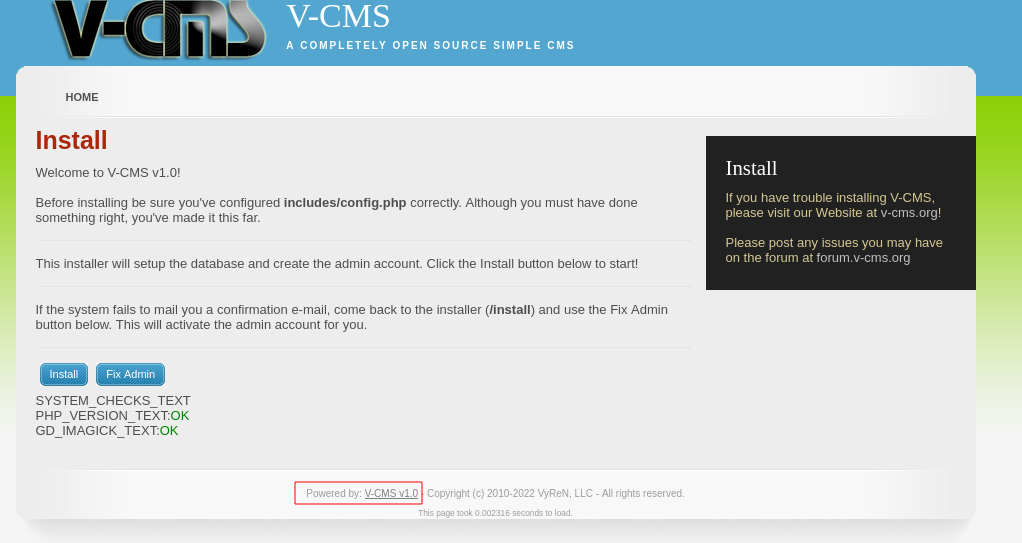 V-CMS
V-CMS
A COMPLETELY OPEN SOURCE SIMPLE CMS
HOME
Install
Welcome to V-CMS v1.0!
Before installing be sure you've configured includes/config.php correctly. Although you must have done
something right, you've made it this far.
This installer will setup the database and create the admin account. Click the Install button below to start!
If the system fails to mail you a confirmation e-mail, come back to the installer (/install) and use the Fix Admin
button below. This will activate the admin account for you.
Install Fix Admin
SYSTEM_CHECKS_TEXT
PHP_VERSION_TEXT:OK
GD_IMAGICK_TEXT:OK
Install
If you have trouble installing V-CMS,
please visit our Website at v-cms.org!
Please post any issues you may have
on the forum at forum.v-cms.org
Powered by: V-CMS v1.0 - Copyright (c) 2010-2022 VyReN, LLC - All rights reserved.
This page took 0.002316 seconds to load.